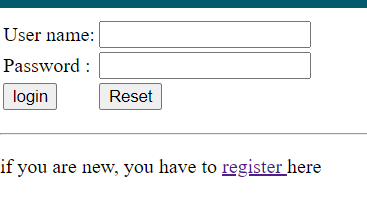 User name:
Password :
login Reset
if you are new, you have to register here